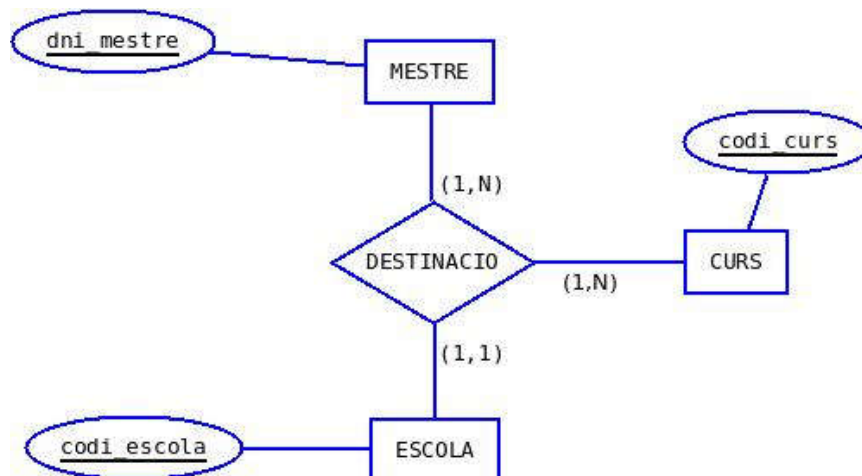 dni_mestre
MESTRE
codi_curs
(1,N)
DESTINACIO
CURS
(1,N)
(1,1)
codi_escola
ESCOLA